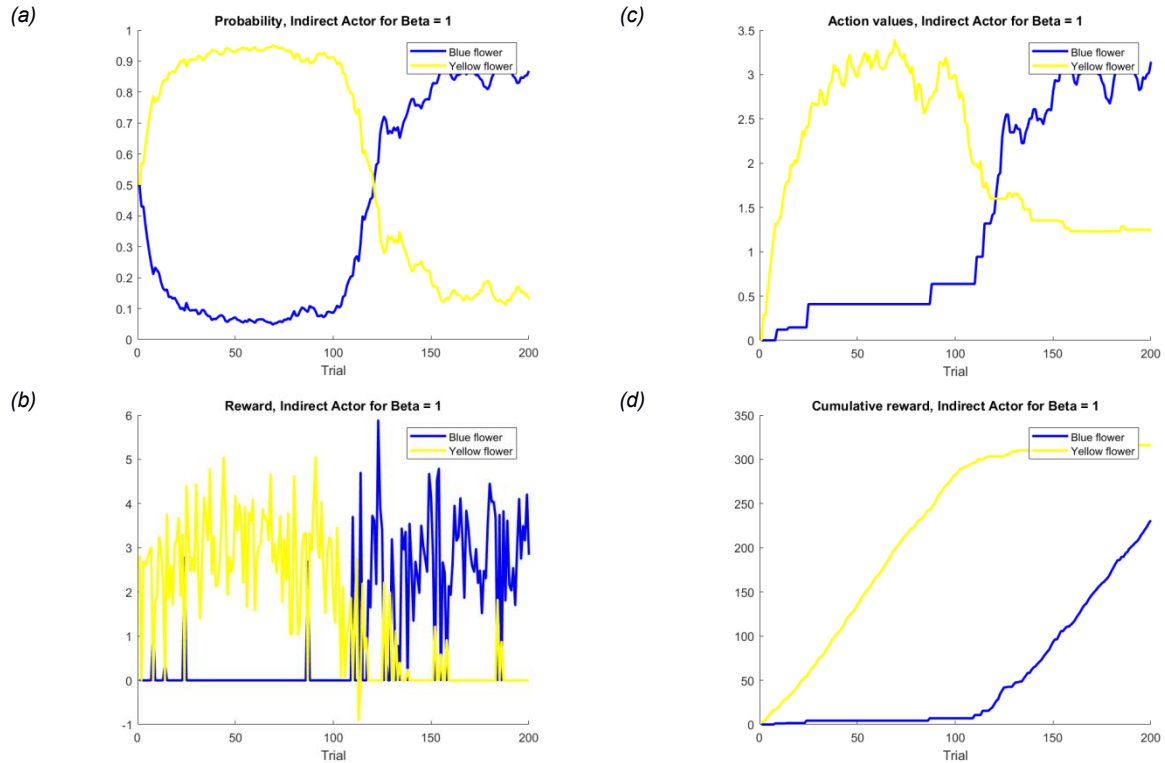 (a)
Probability, Indirect Actor for Beta = 1
Blue flower
Yellow flower
1
0.9
0.8
0.7
0.6
0.5
0.4
0.3
0.2
0.1
0
0 50 100 150 200
Trial
(c)
Action values, Indirect Actor for Beta = 1
Blue flower
Yellow flower
3.5
3
2.5
2
1.5
1
0.5
0
0 50 100 150 200
Trial
(b)
Reward, Indirect Actor for Beta = 1
Blue flower
Yellow flower
6
5
4
3
2
1
0
-1
0 50 100 150 200
Trial
(d)
Cumulative reward, Indirect Actor for Beta = 1
Blue flower
Yellow flower
350
300
250
200
150
100
50
0
0 50 100 150 200
Trial